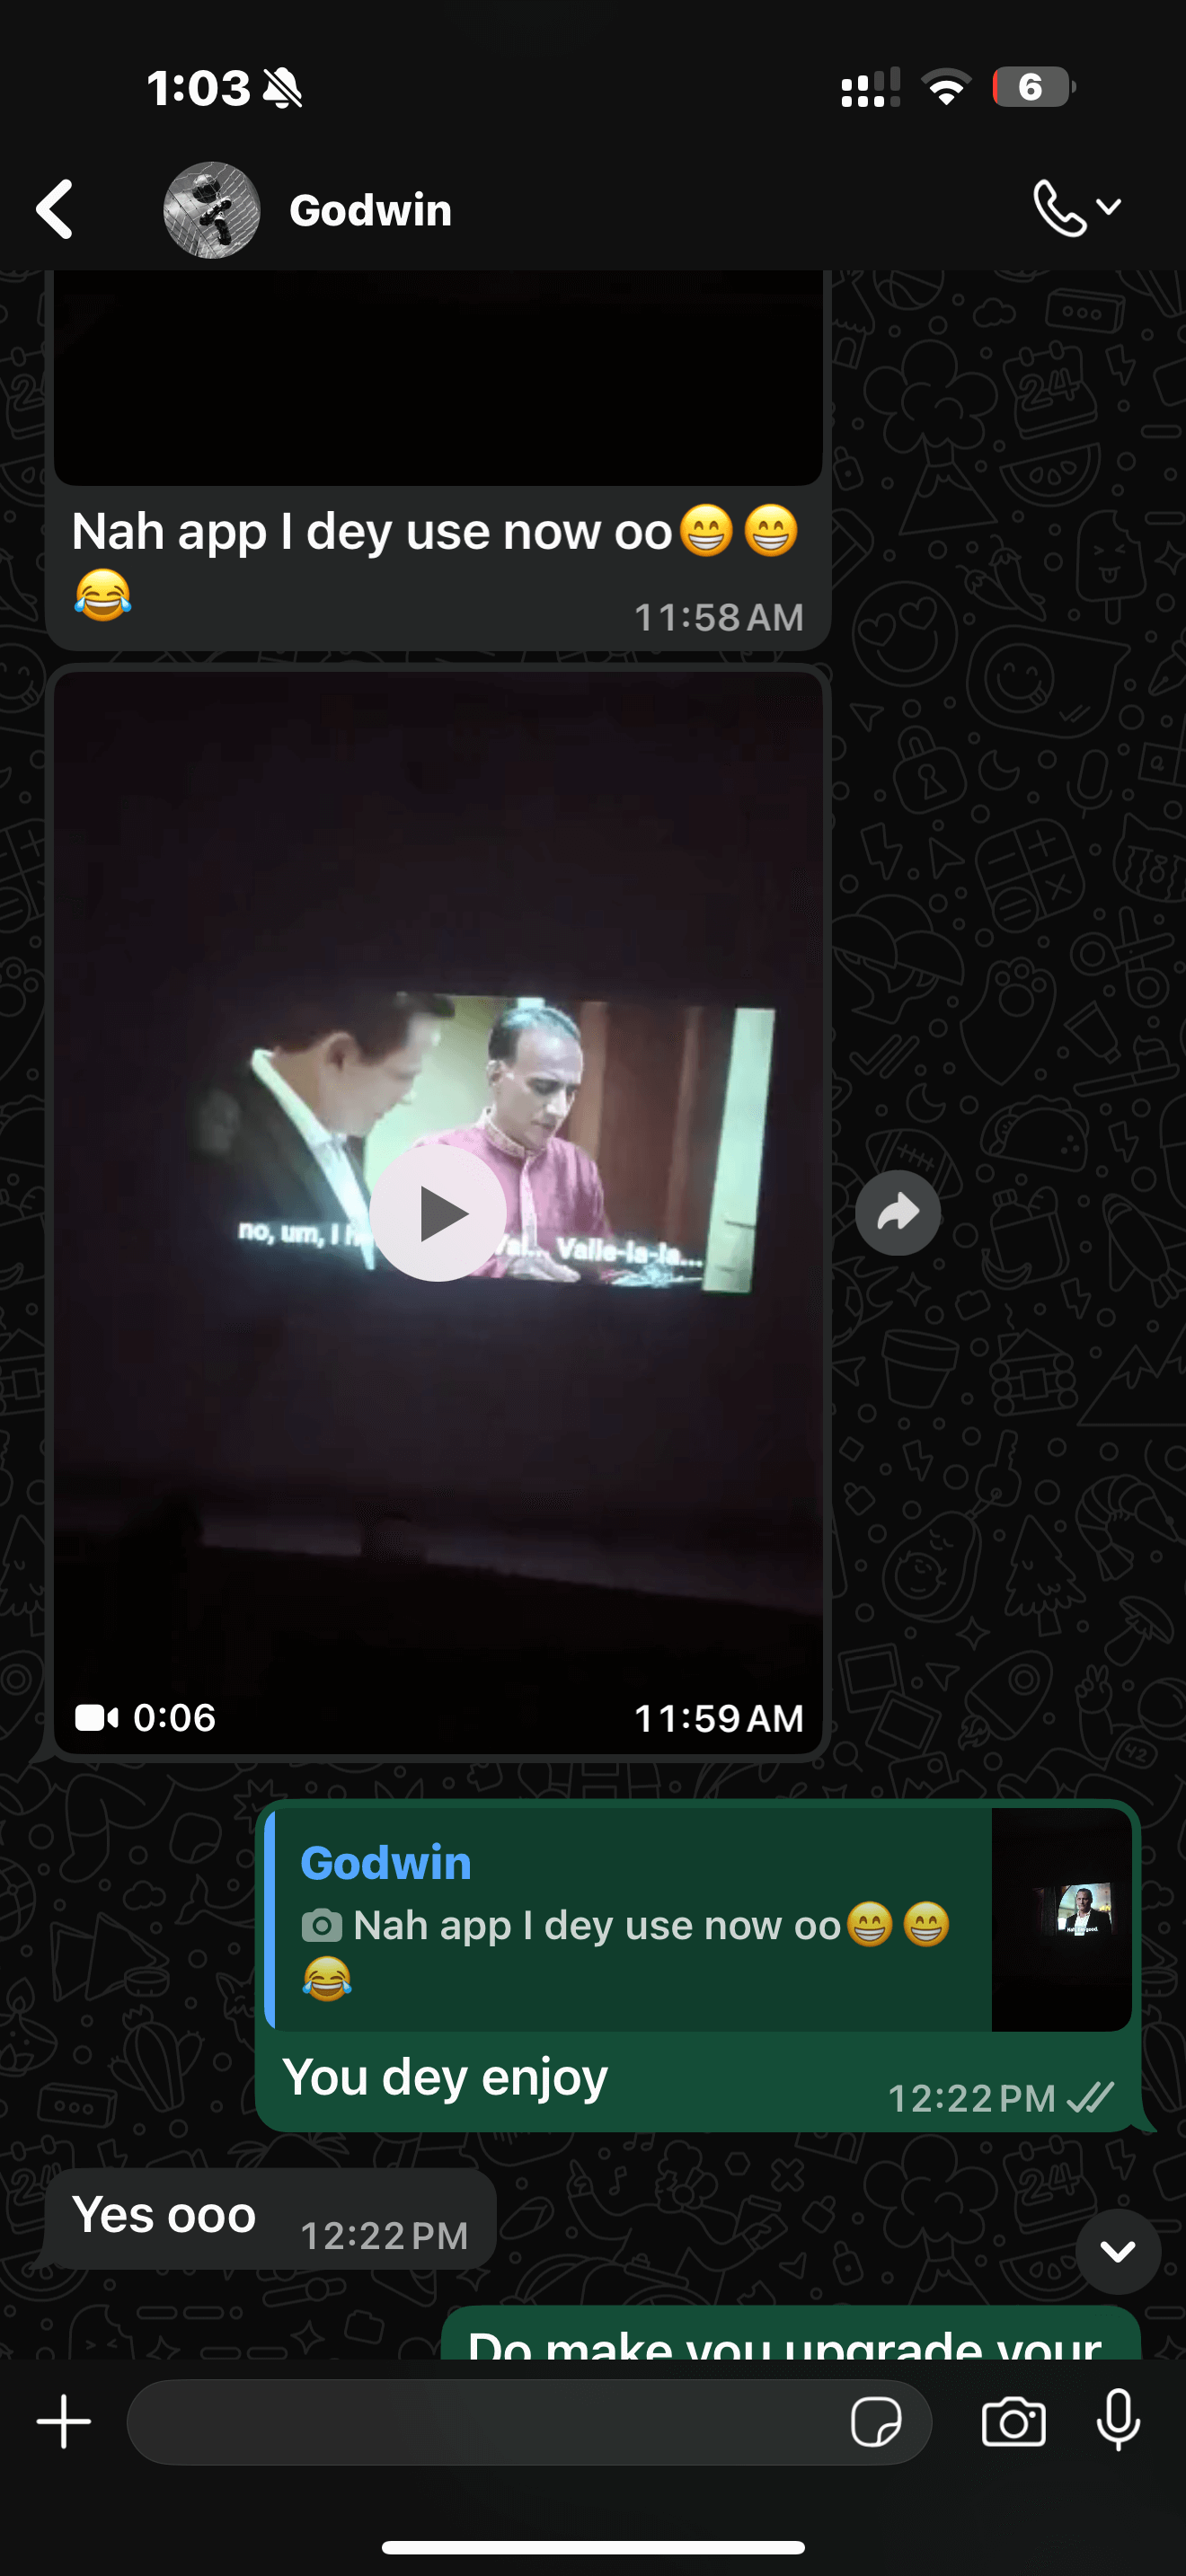 1:03
6
Godwin
Nah app I dey use now oo😁😁
😂
11:58 AM
no, um, I
Val... Valle-la-la...
0:06
11:59 AM
Godwin
Nah app I dey use now oo😁😁
😂
You dey enjoy
12:22 PM
Yes ooo
12:22 PM
Do make you upgrade your